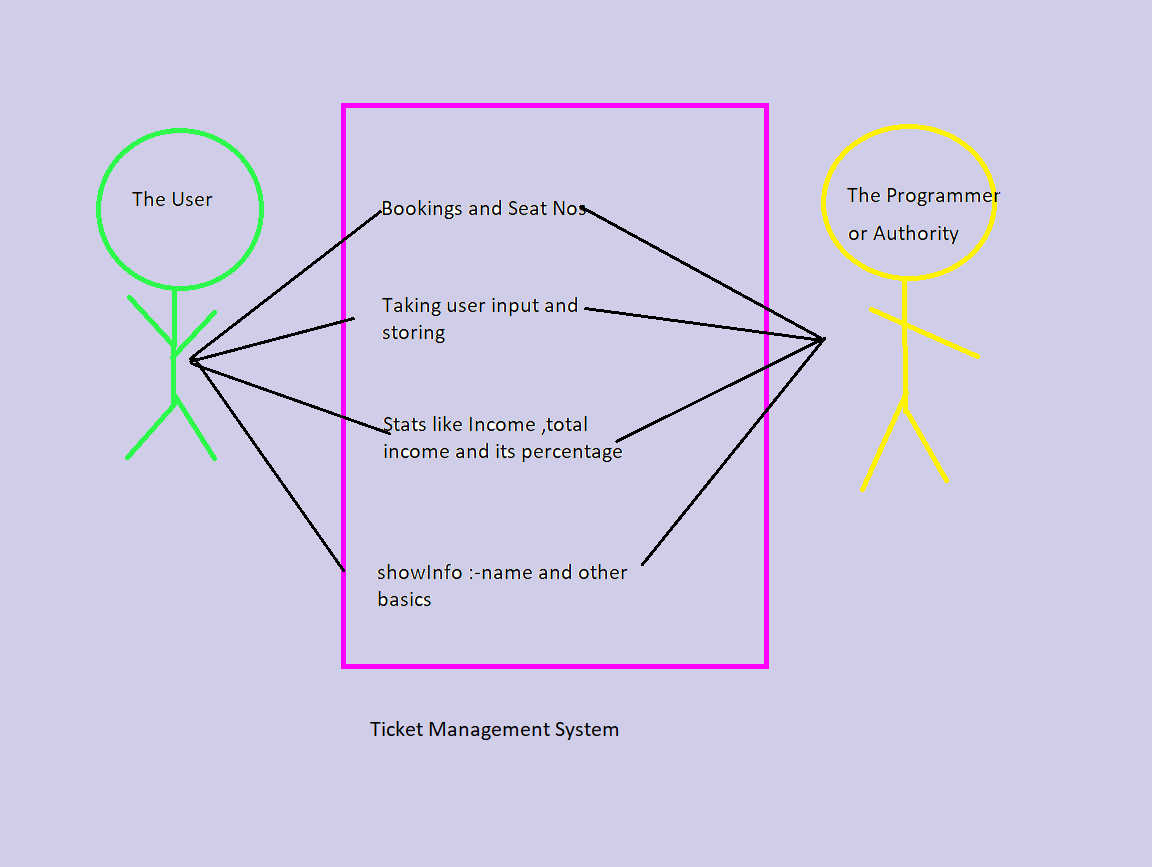 The User
The Programmer
or Authority
Bookings and Seat Nos
Taking user input and
storing
Stats like Income ,total
income and its percentage
showInfo :-name and other
basics
Ticket Management System